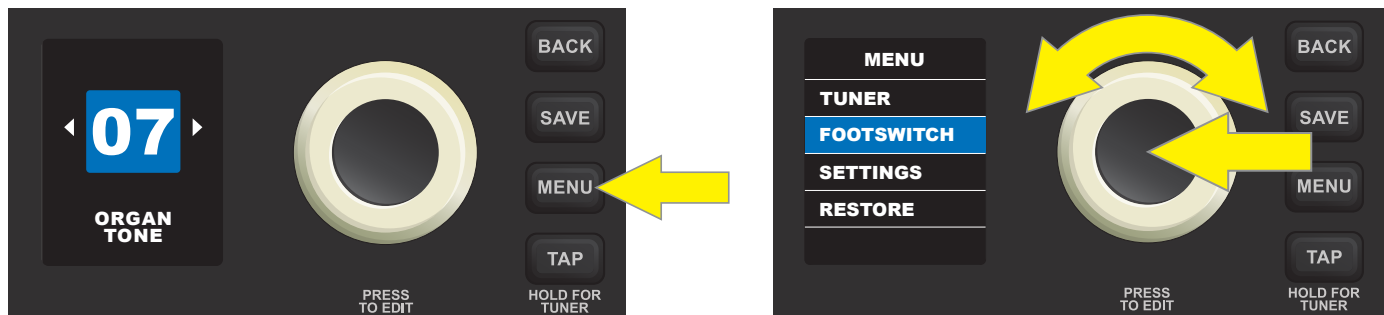 07
ORGAN
TONE
BACK
SAVE
MENU
TAP
HOLD FOR
TUNER
PRESS
TO EDIT
MENU
TUNER
FOOTSWITCH
SETTINGS
RESTORE
BACK
SAVE
MENU
TAP
HOLD FOR
TUNER
PRESS
TO EDIT